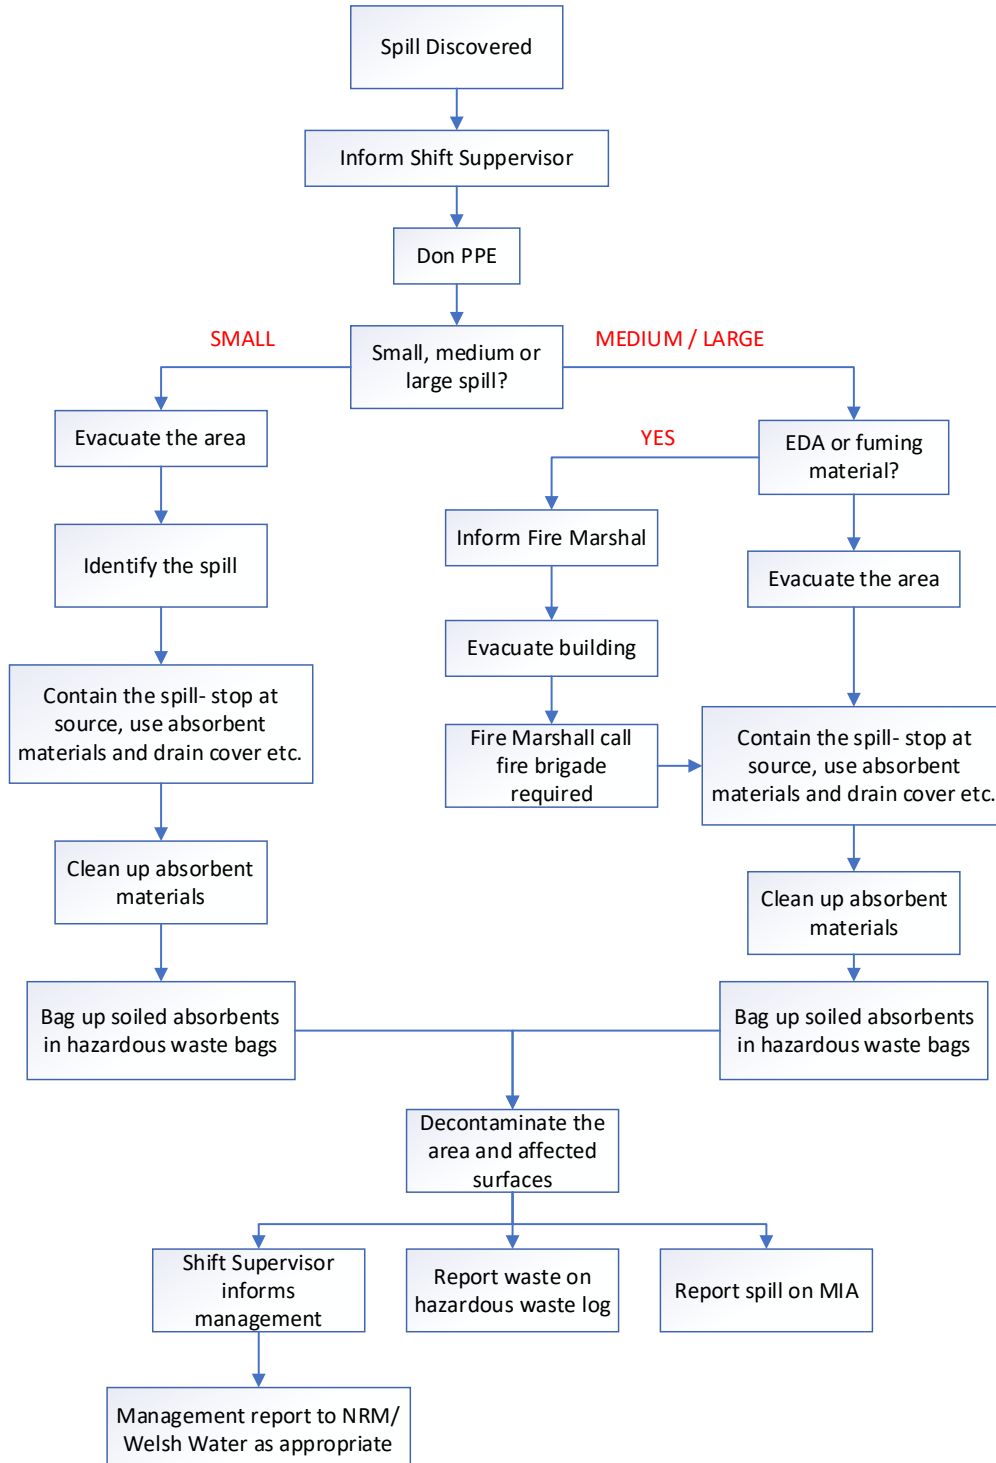 Spill Discovered
Inform Shift Suppervisor
Don PPE
SMALL
MEDIUM / LARGE
Small, medium or
large spill?
Evacuate the area
YES
EDA or fuming
material?
Inform Fire Marshal
Identify the spill
Evacuate the area
Evacuate building
Contain the spill- stop at
source, use absorbent
materials and drain cover etc.
Fire Marshall call
fire brigade
required
Contain the spill- stop at
source, use absorbent
materials and drain cover etc.
Clean up absorbent
materials
Clean up absorbent
materials
Bag up soiled absorbents
in hazardous waste bags
Bag up soiled absorbents
in hazardous waste bags
Decontaminate the
area and affected
surfaces
Shift Supervisor
informs
management
Report waste on
hazardous waste log
Report spill on MIA
Management report to NRM/
Welsh Water as appropriate